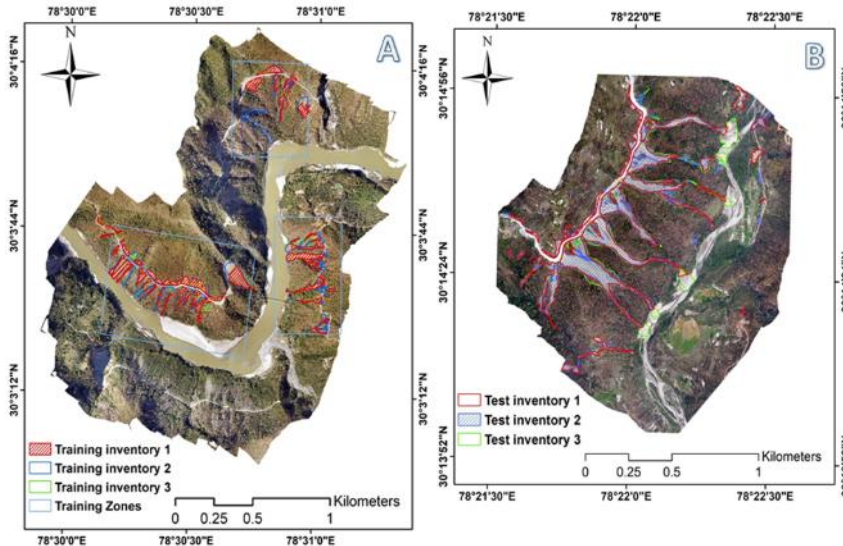 78°30'0"E 78°30'30"E 78°31'0"E
N
A
30°4'16"N
30°4'16"N
30°3'44"N
30°3'44"N
30°3'12"N
30°3'12"N
Training inventory 1
Training inventory 2
Training inventory 3
Training Zones
Kilometers
0 0.25 0.5 1
78°30'0"E 78°30'30"E 78°31'0"E
78°21'30"E 78°22'0"E 78°22'30"E
N
B
30°14'56"N
30°14'24"N
30°13'52"N
Test inventory 1
Test inventory 2
Test inventory 3
Kilometers
0 0.25 0.5 1
78°21'30"E 78°22'0"E 78°22'30"E